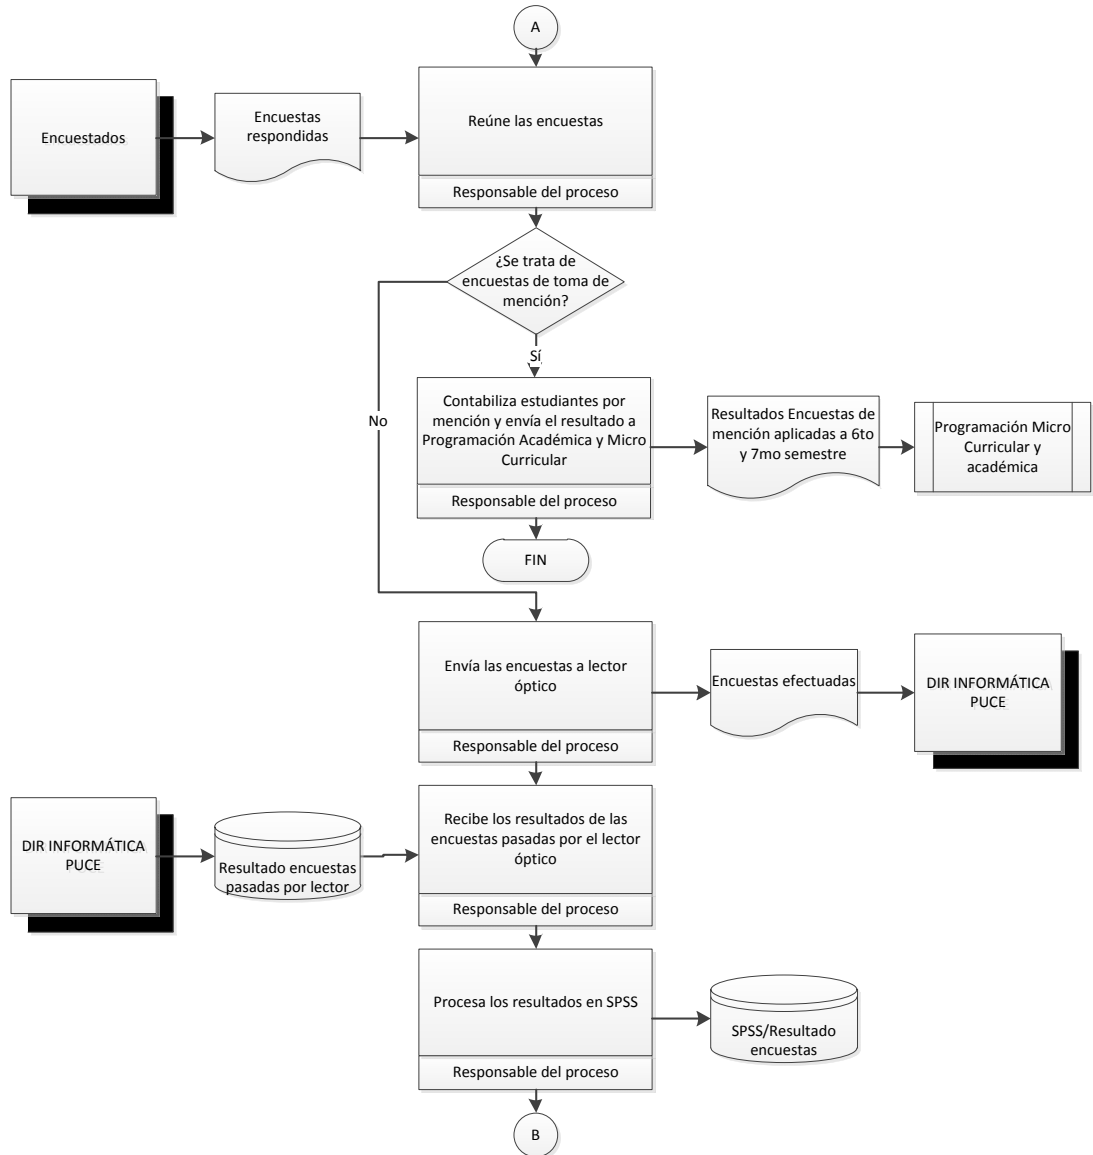 A
Encuestados
Encuestas
respondidas
Reúne las encuestas
Responsable del proceso
¿Se trata de
encuestas de toma de
mención?
Sí
No
Contabiliza estudiantes por
mención y envía el resultado a
Programación Académica y Micro
Curricular
Responsable del proceso
Resultados Encuestas de
mención aplicadas a 6to
y 7mo semestre
Programación Micro
Curricular y
académica
FIN
Envía las encuestas a lector
óptico
Responsable del proceso
Encuestas efectuadas
DIR INFORMÁTICA
PUCE
DIR INFORMÁTICA
PUCE
Resultado encuestas
pasadas por lector
Recibe los resultados de las
encuestas pasadas por el lector
óptico
Responsable del proceso
Procesa los resultados en SPSS
Responsable del proceso
SPSS/Resultado
encuestas
B